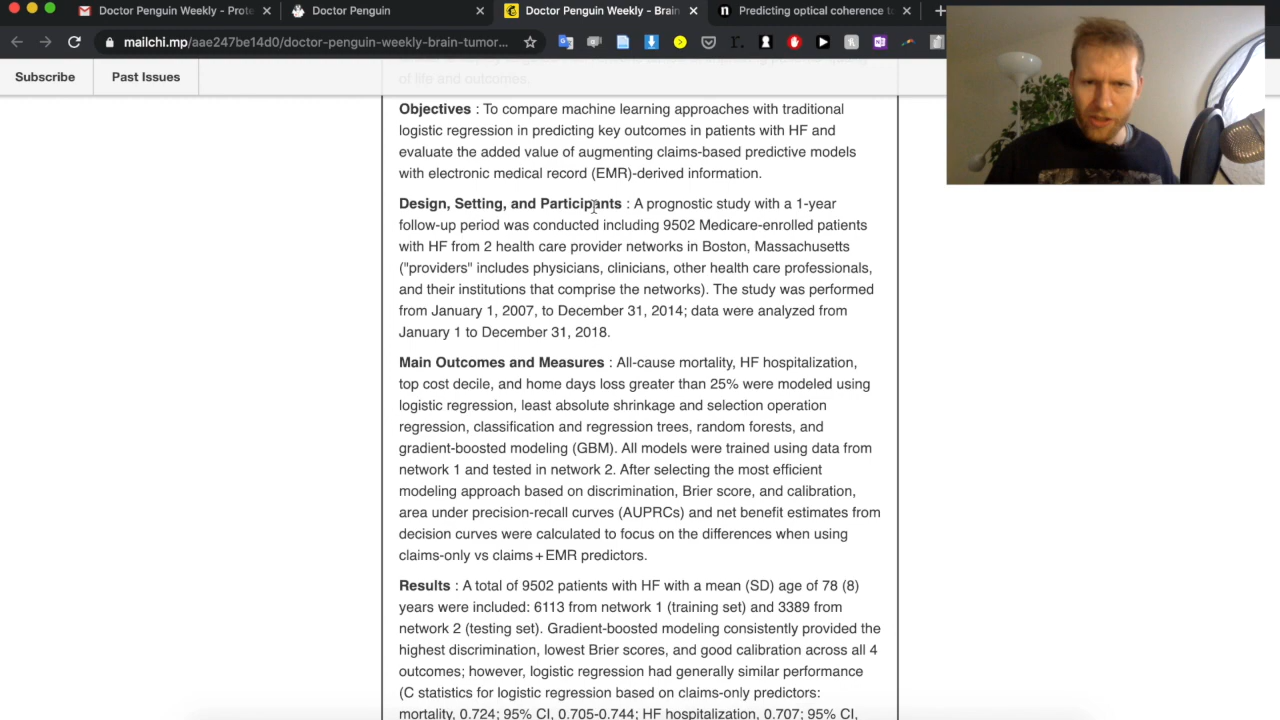 Doctor Penguin Weekly - Prote
Doctor Penguin
Doctor Penguin Weekly - Brain
Predicting optical coherence to
mailchi.mp/aae247be14d0/doctor-penguin-weekly-brain-tumor...
Subscribe
Past Issues
of life and outcomes.
Objectives : To compare machine learning approaches with traditional
logistic regression in predicting key outcomes in patients with HF and
evaluate the added value of augmenting claims-based predictive models
with electronic medical record (EMR)-derived information.
Design, Setting, and Participants : A prognostic study with a 1-year
follow-up period was conducted including 9502 Medicare-enrolled patients
with HF from 2 health care provider networks in Boston, Massachusetts
("providers" includes physicians, clinicians, other health care professionals,
and their institutions that comprise the networks). The study was performed
from January 1, 2007, to December 31, 2014; data were analyzed from
January 1 to December 31, 2018.
Main Outcomes and Measures : All-cause mortality, HF hospitalization,
top cost decile, and home days loss greater than 25% were modeled using
logistic regression, least absolute shrinkage and selection operation
regression, classification and regression trees, random forests, and
gradient-boosted modeling (GBM). All models were trained using data from
network 1 and tested in network 2. After selecting the most efficient
modeling approach based on discrimination, Brier score, and calibration,
area under precision-recall curves (AUPRCs) and net benefit estimates from
decision curves were calculated to focus on the differences when using
claims-only vs claims+EMR predictors.
Results : A total of 9502 patients with HF with a mean (SD) age of 78 (8)
years were included: 6113 from network 1 (training set) and 3389 from
network 2 (testing set). Gradient-boosted modeling consistently provided the
highest discrimination, lowest Brier scores, and good calibration across all 4
outcomes; however, logistic regression had generally similar performance
(C statistics for logistic regression based on claims-only predictors:
mortality, 0.724; 95% CI, 0.705-0.744; HF hospitalization, 0.707; 95% CI,